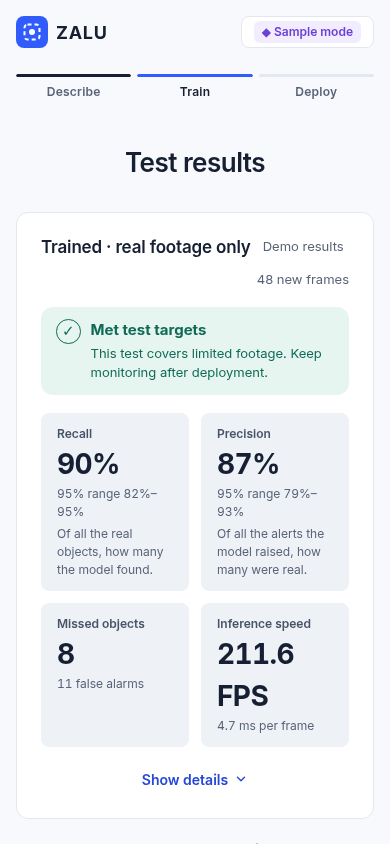 ZALU
◆ Sample mode
Describe
Train
Deploy
Test results
Trained · real footage only
Demo results
48 new frames
✓ Met test targets
This test covers limited footage. Keep
monitoring after deployment.
Recall
90%
95% range 82%–
95%
Of all the real
objects, how many
the model found.
Precision
87%
95% range 79%–
93%
Of all the alerts the
model raised, how
many were real.
Missed objects
8
11 false alarms
Inference speed
211.6
FPS
4.7 ms per frame
Show details